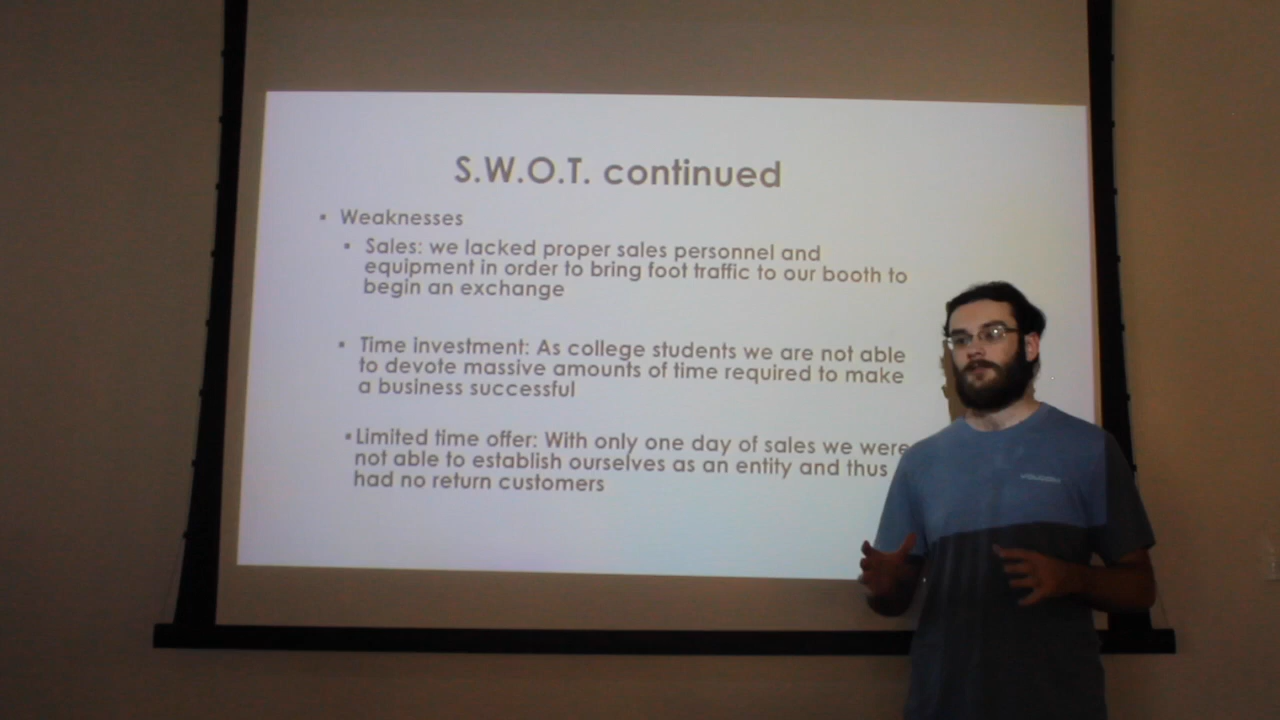 S.W.O.T. continued
▪ Weaknesses
▪ Sales: we lacked proper sales personnel and
equipment in order to bring foot traffic to our booth to
begin an exchange
▪ Time investment: As college students we are not able
to devote massive amounts of time required to make
a business successful
▪ Limited time offer: With only one day of sales we were
not able to establish ourselves as an entity and thus
had no return customers
VOLCOM